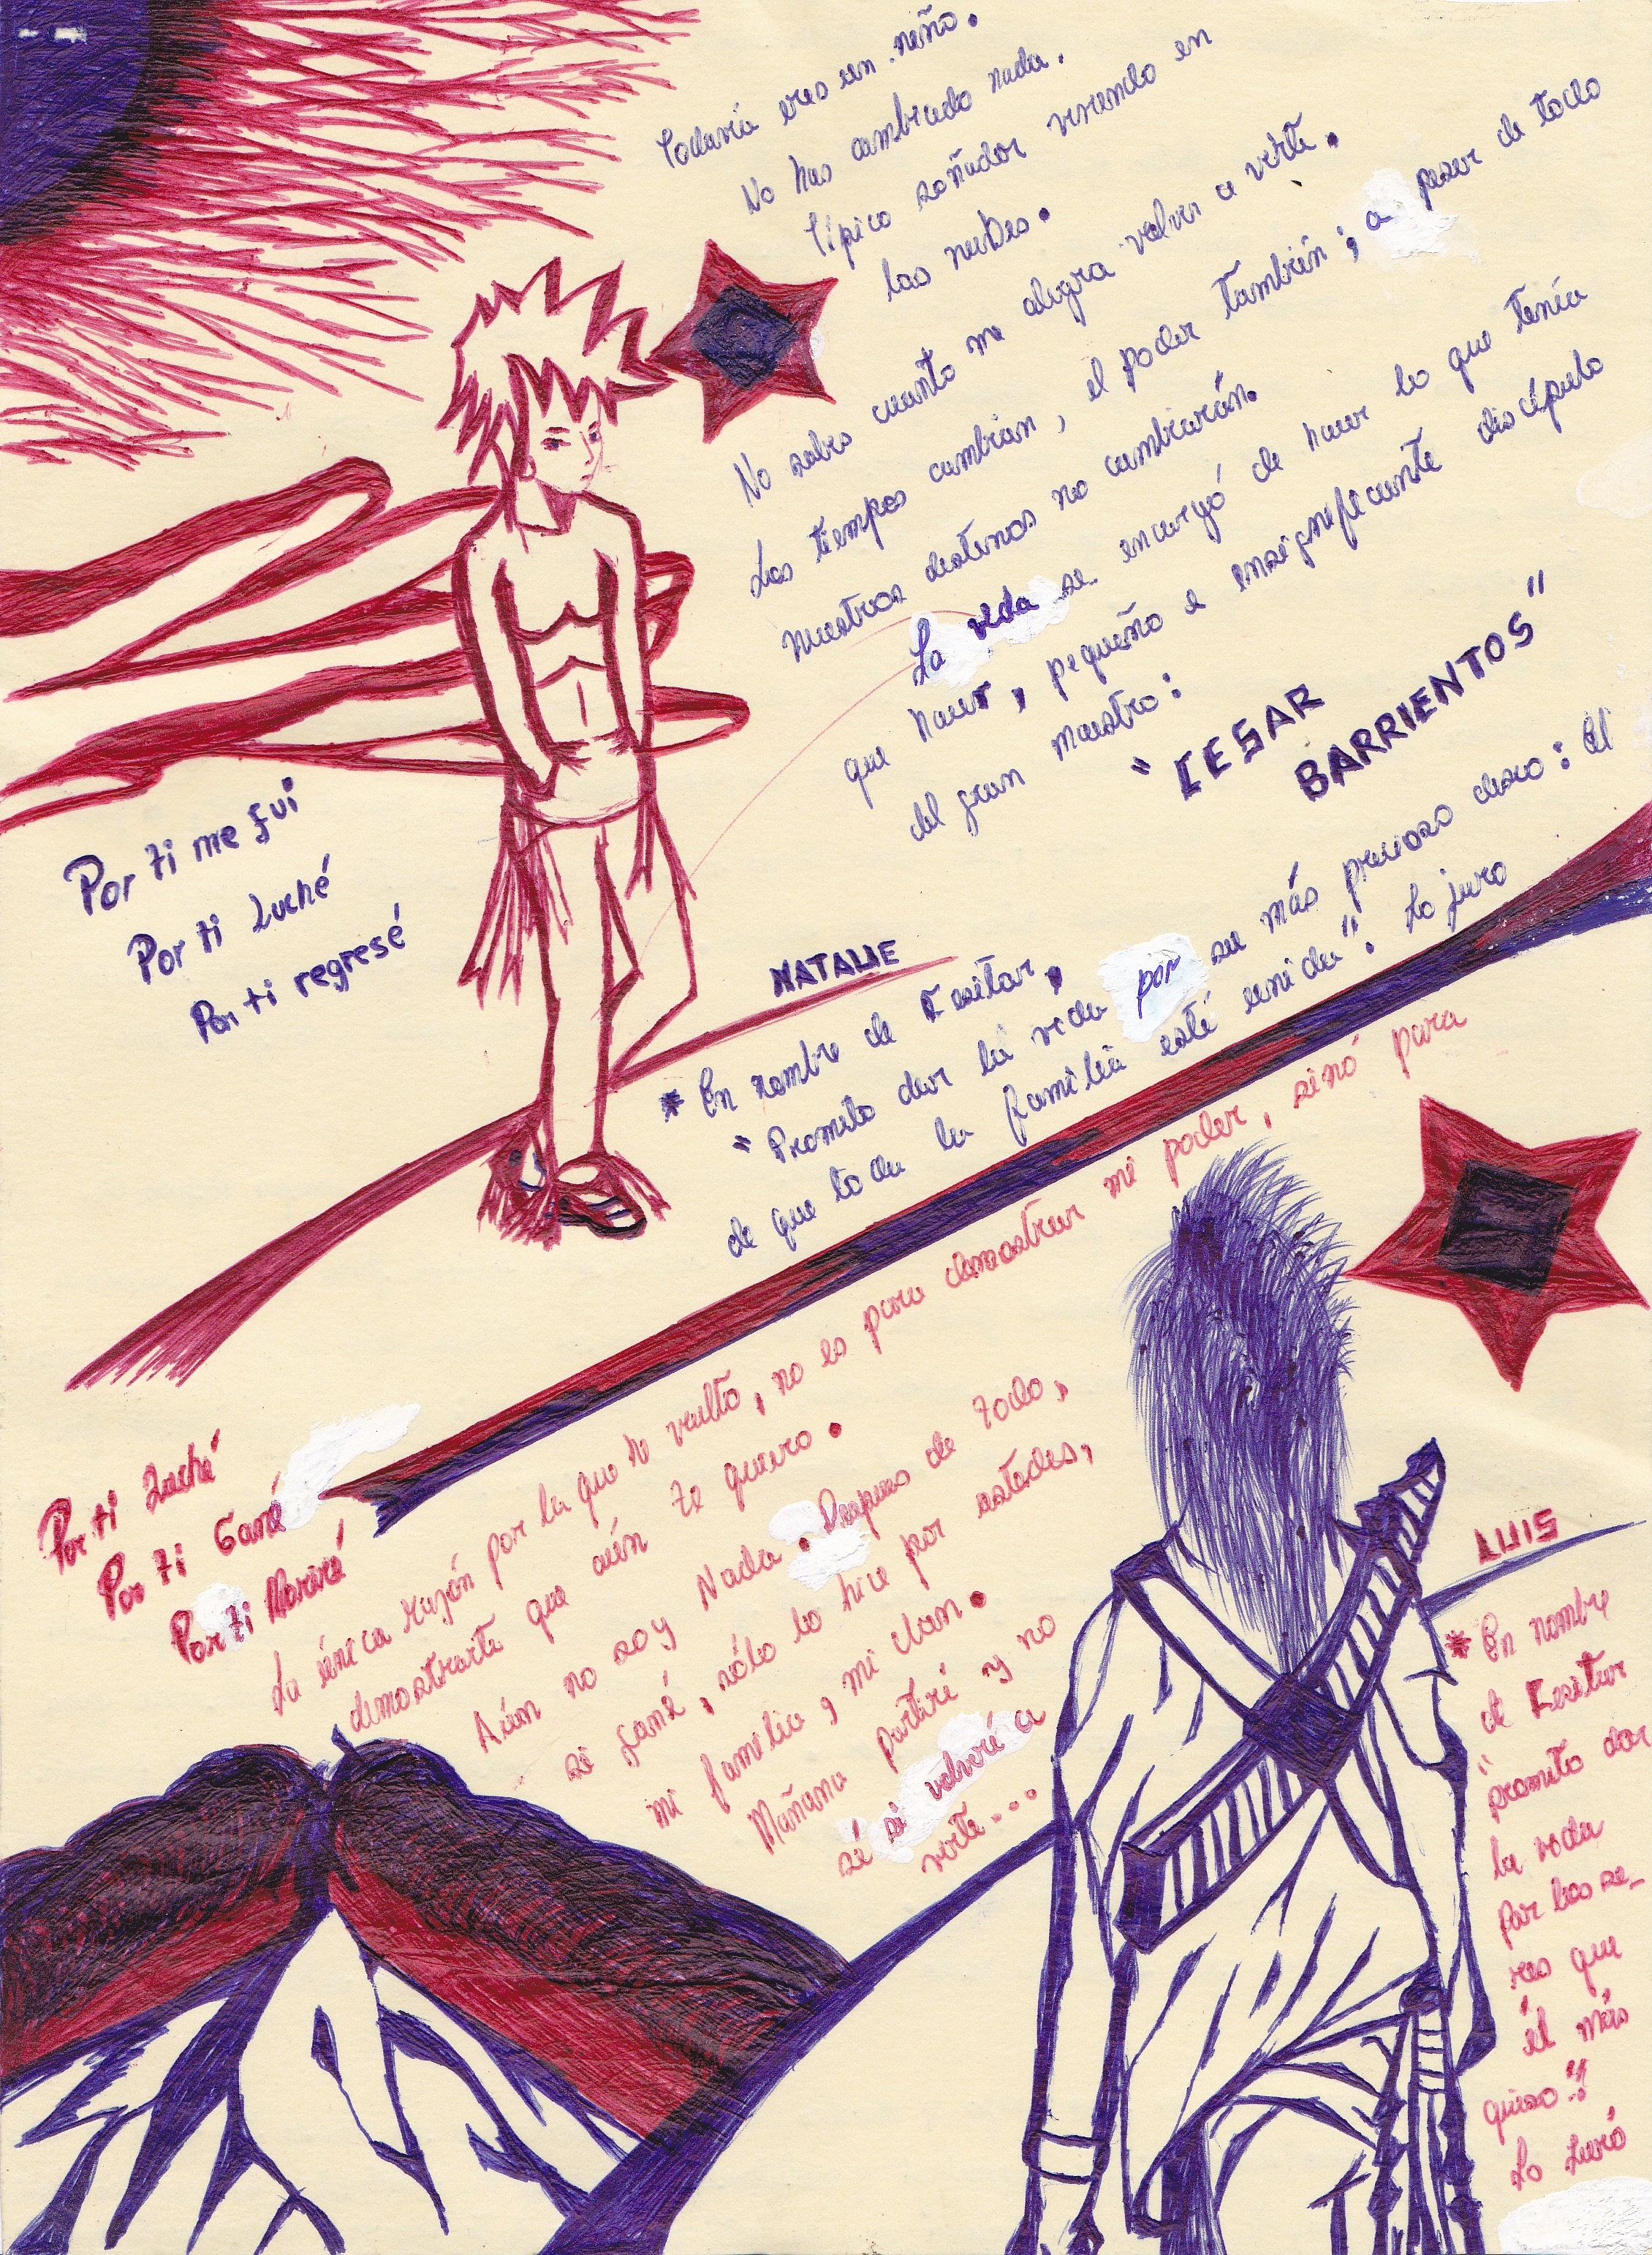 Todavía eres un niño.
No has cambiado nada.
Típico soñador viviendo en
las nubes.
No sabes cuanto me alegra volver a verte.
Los tiempos cambian, el poder también; a pesar de todo
nuestros destinos no cambiarán.
La vida se encargó de hacer lo que tenía
que hacer, pequeño e insignificante discípulo
del gran maestro:
"CESAR
BARRIENTOS"
Por ti me fui
Por ti Luché
Por ti regresé
NATALIE
* En nombre de
"Prometo dar la vida por su más precioso deseo: El
de que toda la familia esté unida". Lo juro
Por ti Luché
Por ti Gané
Por ti Moriré
La única razón por la que he vuelto, no es para demostrar mi poder, sinó para
demostrarte que aún te quiero.
Aún no soy Nada. Despues de todo,
si gané, sólo lo hice por ustedes,
mi familia y mi clan.
Mañana partiré y no
sé si volveré a
verte...
LUIS
* En nombre
de
"prometo dar
la vida
por los se-
res que
él más
quiso".
Lo Juró